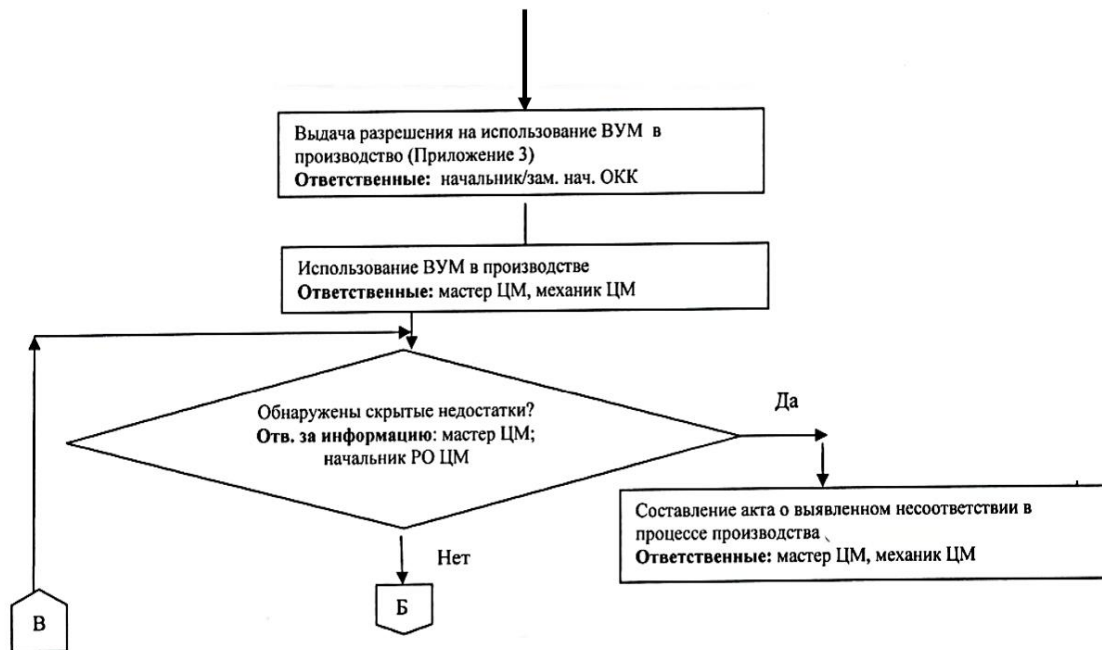 Выдача разрешения на использование ВУМ в
производство (Приложение 3)
Ответственные: начальник/зам. нач. ОКК
Использование ВУМ в производстве
Ответственные: мастер ЦМ, механик ЦМ
Обнаружены скрытые недостатки?
Отв. за информацию: мастер ЦМ;
начальник РО ЦМ
Да
Составление акта о выявленном несоответствии в
процессе производства
Ответственные: мастер ЦМ, механик ЦМ
Нет
Б
В